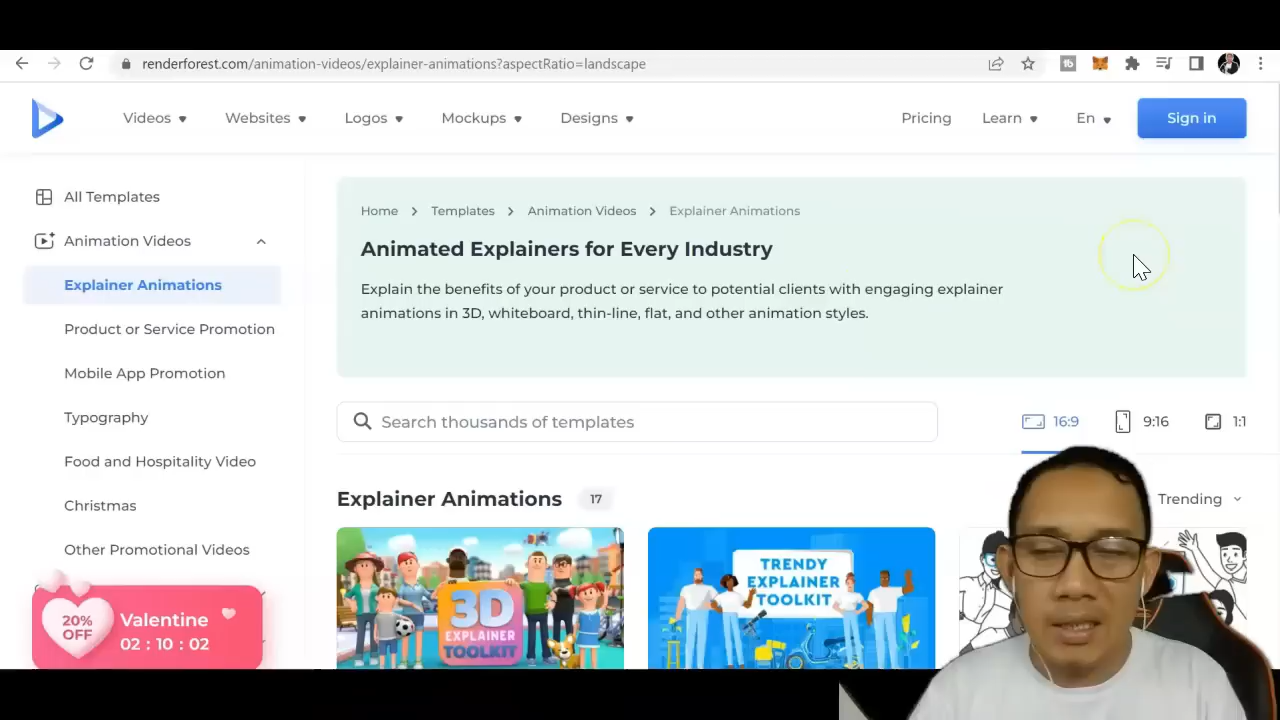 renderforest.com/animation-videos/explainer-animations?aspectRatio=landscape
Videos
Websites
Logos
Mockups
Designs
Pricing
Learn
En
Sign in
All Templates
Animation Videos
Explainer Animations
Product or Service Promotion
Mobile App Promotion
Typography
Food and Hospitality Video
Christmas
Other Promotional Videos
20%
OFF
Valentine
02 : 10 : 02
Home > Templates > Animation Videos > Explainer Animations
Animated Explainers for Every Industry
Explain the benefits of your product or service to potential clients with engaging explainer
animations in 3D, whiteboard, thin-line, flat, and other animation styles.
Search thousands of templates
16:9
9:16
1:1
Explainer Animations 17
Trending
3D
EXPLAINER
TOOLKIT
TRENDY
EXPLAINER
TOOLKIT